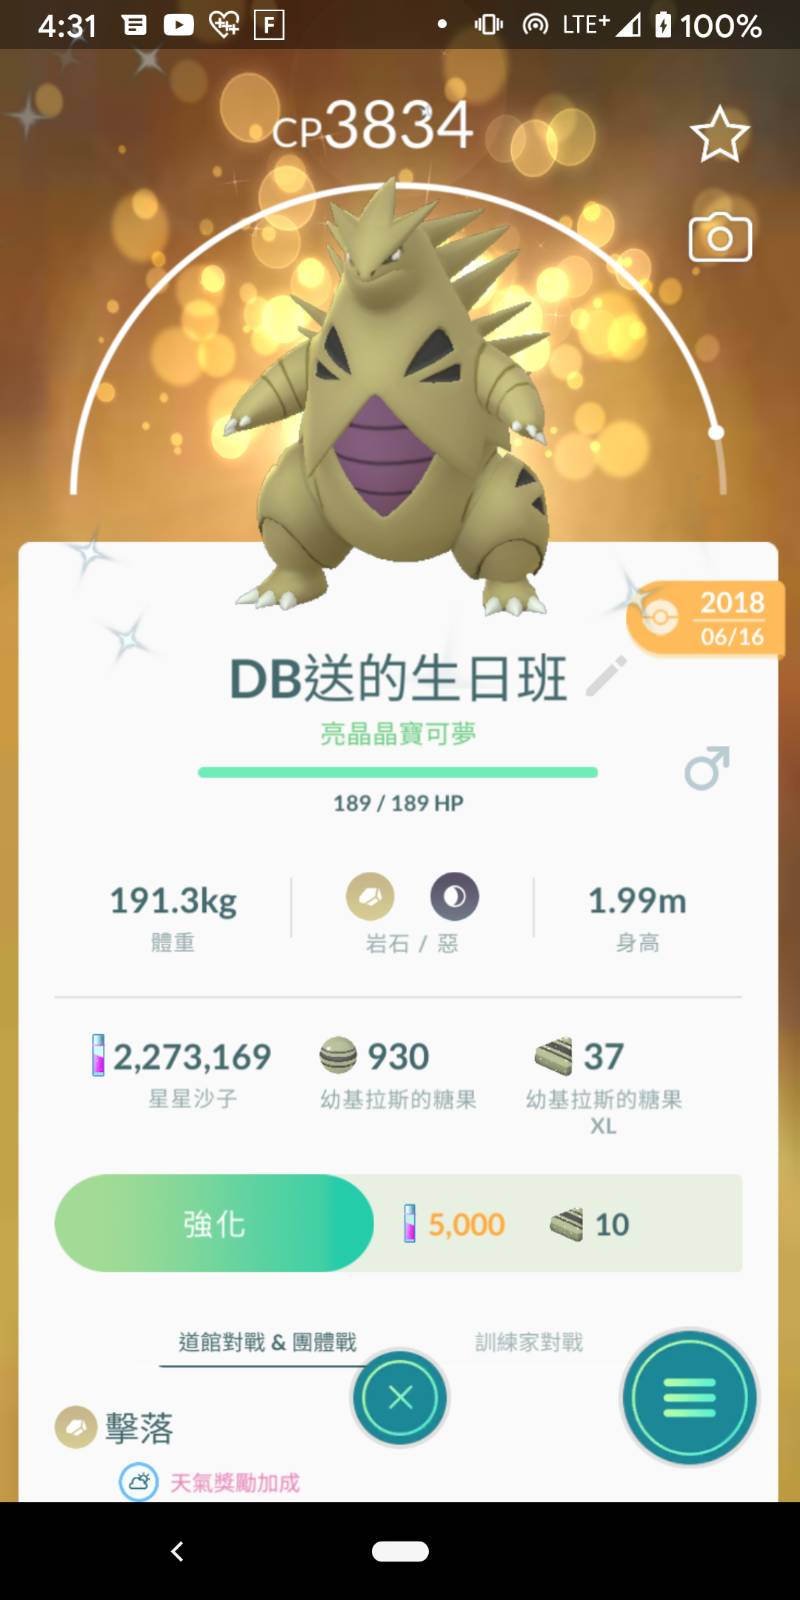 4:31 F LTE+ 100%
CP3834
2018
06/16
DB送的生日班
亮晶晶寶可夢
189 / 189 HP
191.3kg 1.99m
體重 岩石 / 惡 身高
2,273,169 930 37
星星沙子 幼基拉斯的糖果 幼基拉斯的糖果
XL
強化 5,000 10
道館對戰 & 團體戰 訓練家對戰
擊落
天氣獎勵加成